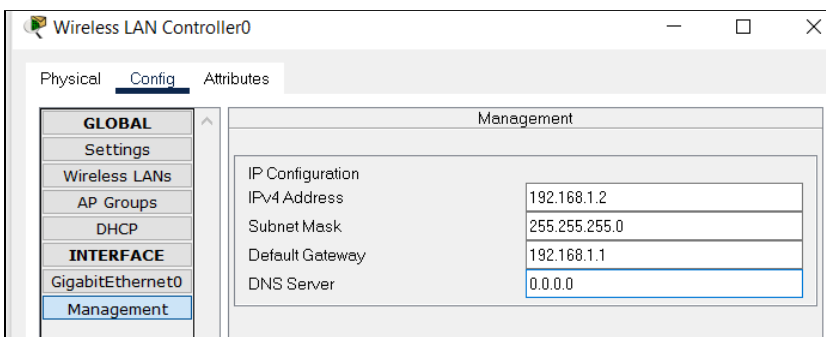 Wireless LAN Controller0
Physical Config Attributes
GLOBAL
Settings
Wireless LANs
AP Groups
DHCP
INTERFACE
GigabitEthernet0
Management
Management
IP Configuration
IPv4 Address 192.168.1.2
Subnet Mask 255.255.255.0
Default Gateway 192.168.1.1
DNS Server 0.0.0.0